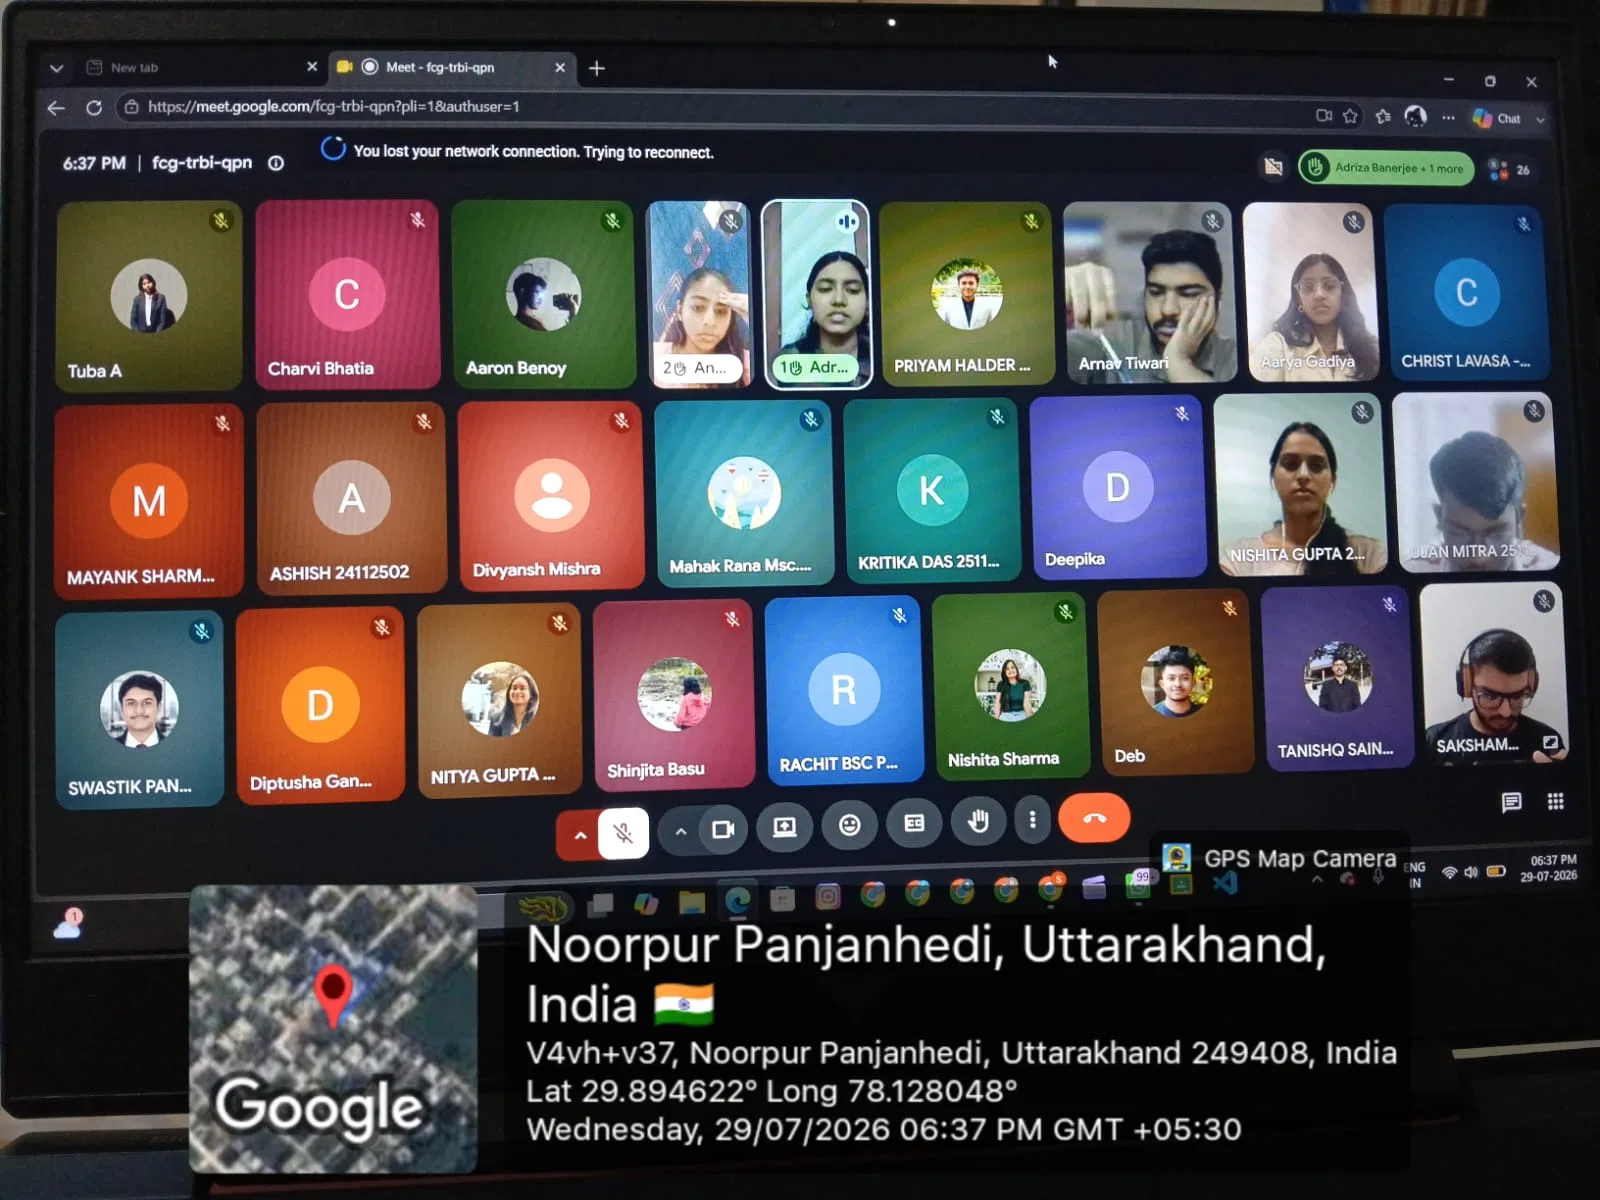 New tab
Meet - fcg-trbi-qpn
https://meet.google.com/fcg-trbi-qpn?pli=1&authuser=1
Chat
6:37 PM | fcg-trbi-qpn
You lost your network connection. Trying to reconnect.
Adriza Banerjee + 1 more
26
Tuba A
C
Charvi Bhatia
Aaron Benoy
2 An...
1 Adr...
PRIYAM HALDER ...
Arnav Tiwari
Aarya Gadiya
C
CHRIST LAVASA -...
M
MAYANK SHARM...
A
ASHISH 24112502
Divyansh Mishra
Mahak Rana Msc....
K
KRITIKA DAS 2511...
D
Deepika
NISHITA GUPTA 2...
UJAN MITRA 251...
SWASTIK PAN...
D
Diptusha Gan...
NITYA GUPTA ...
Shinjita Basu
R
RACHIT BSC P...
Nishita Sharma
Deb
TANISHQ SAIN...
SAKSHAM...
GPS Map Camera
1
S
99+
ENG
IN
06:37 PM
29-07-2026
Google
Noorpur Panjanhedi, Uttarakhand,
India
V4vh+v37, Noorpur Panjanhedi, Uttarakhand 249408, India
Lat 29.894622° Long 78.128048°
Wednesday, 29/07/2026 06:37 PM GMT +05:30